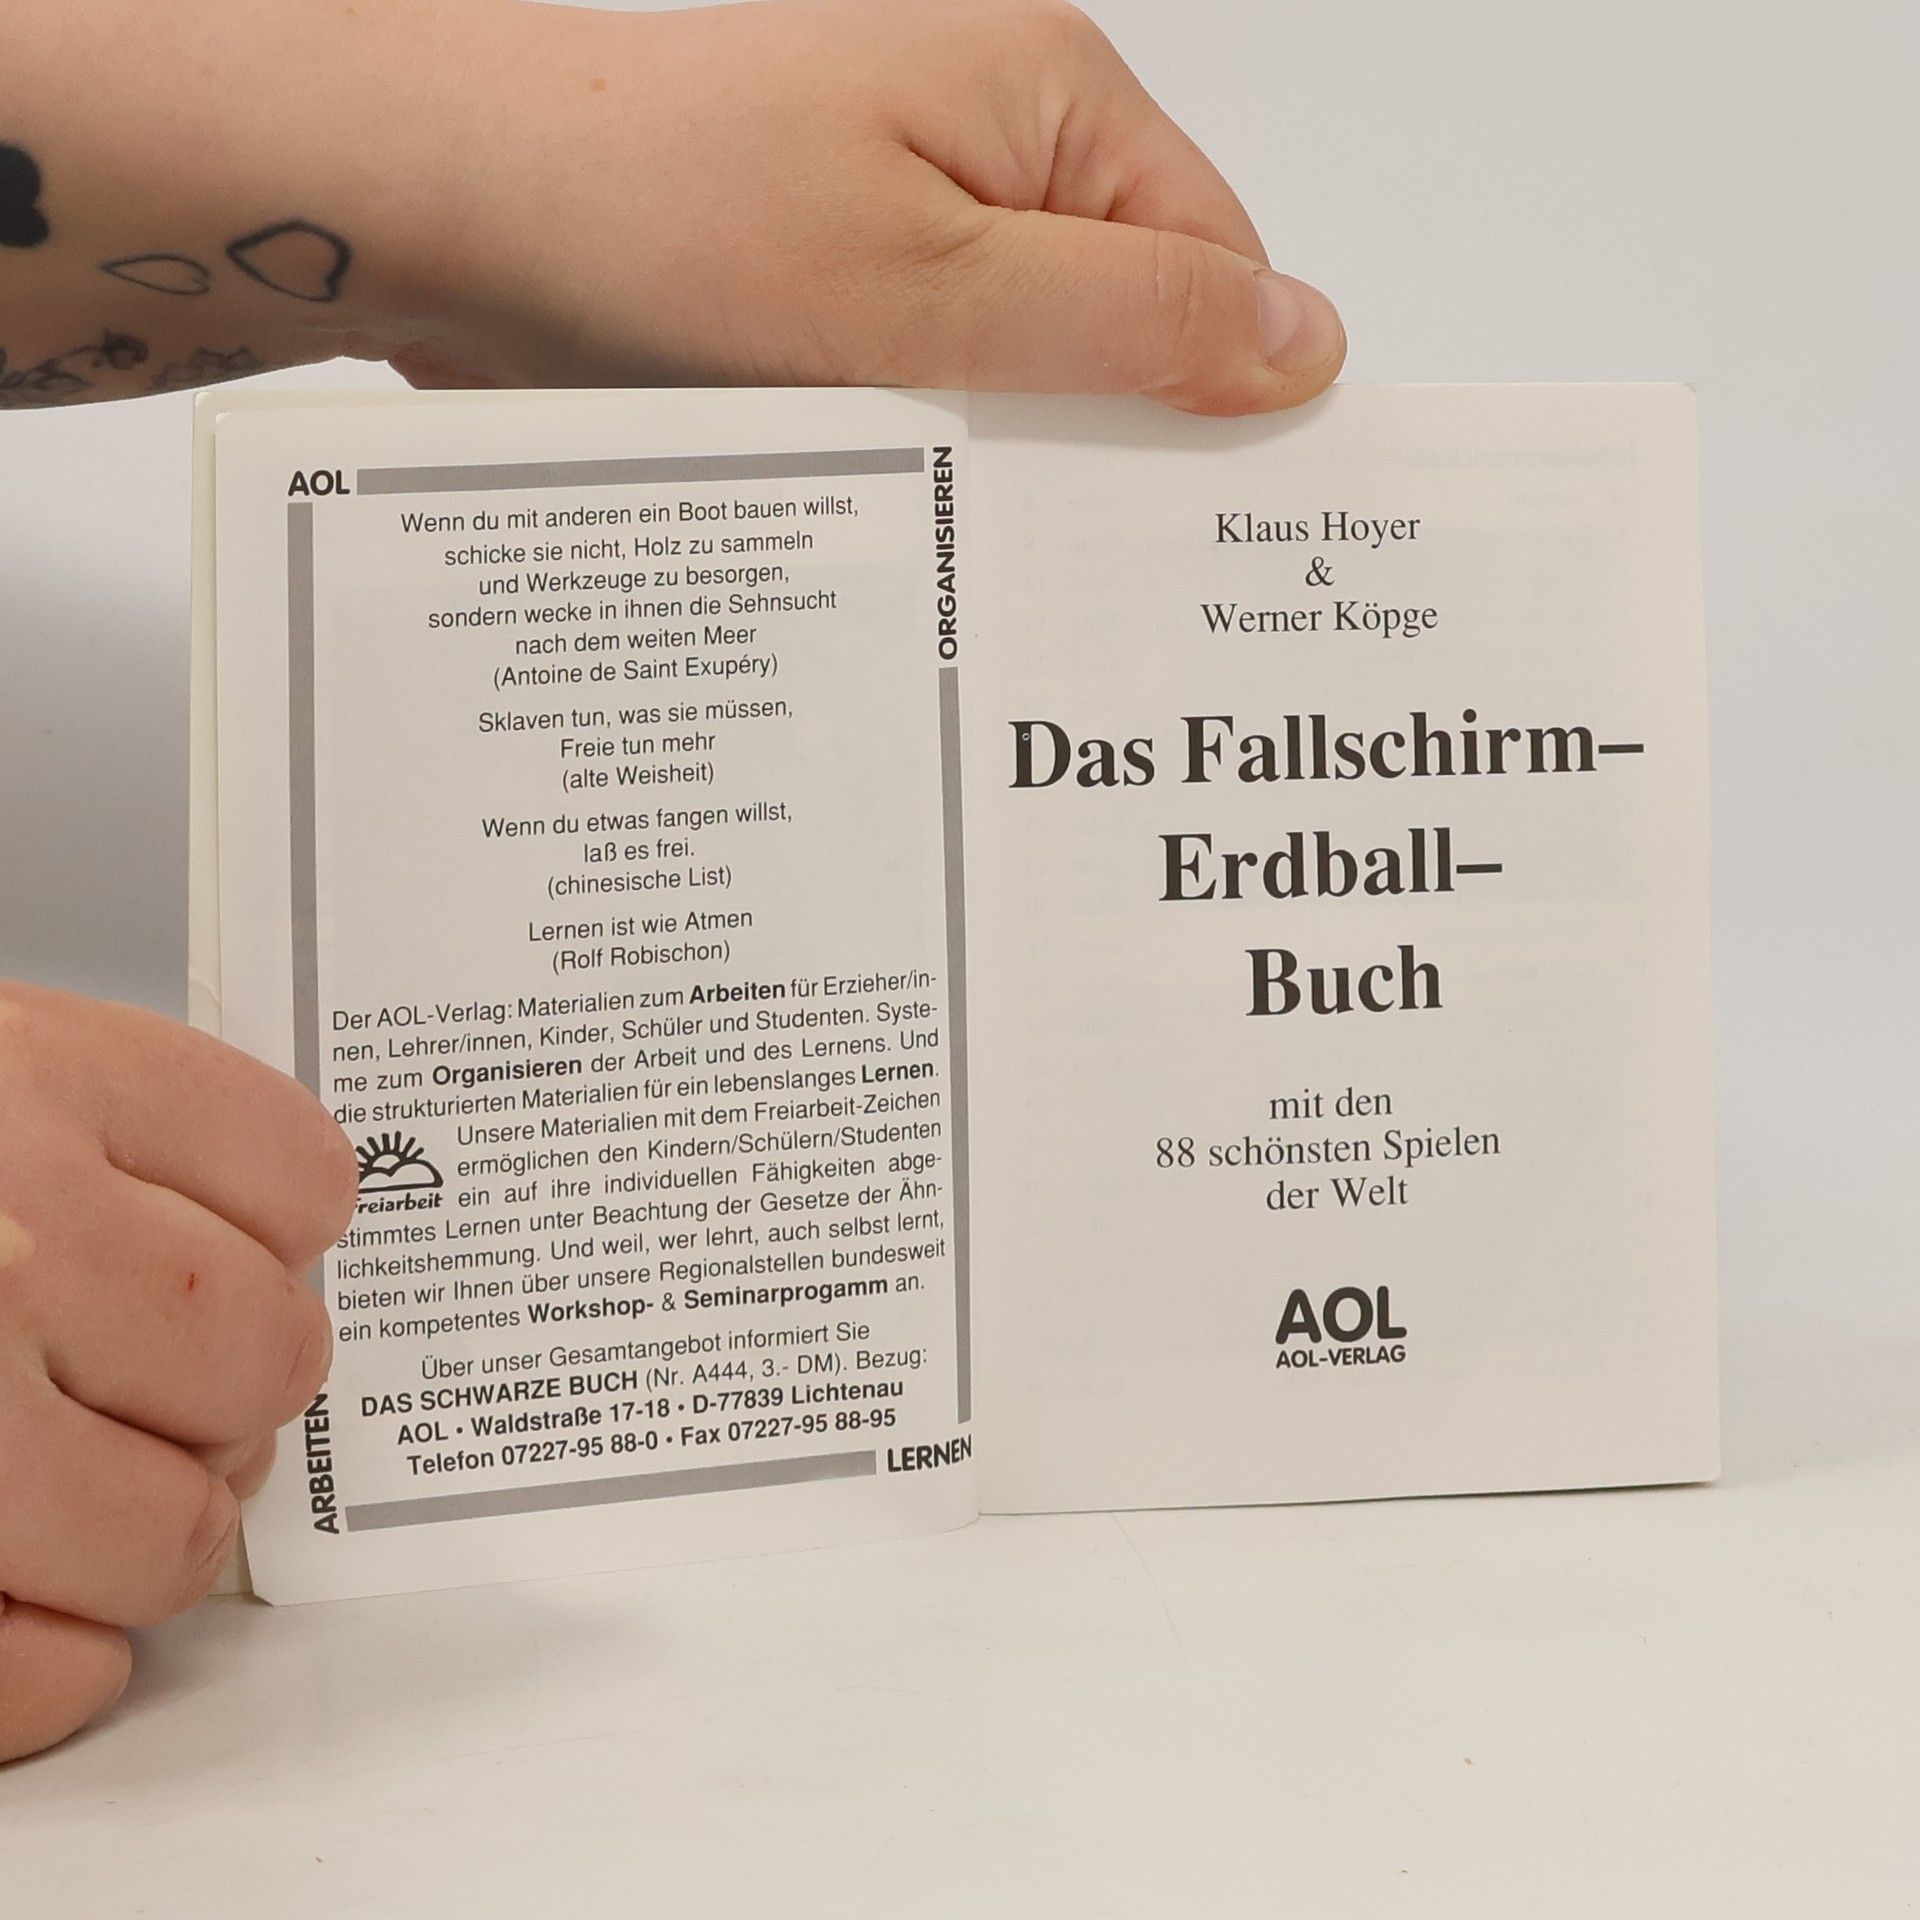 AOL
ORGANISIEREN
Wenn du mit anderen ein Boot bauen willst,
schicke sie nicht, Holz zu sammeln
und Werkzeuge zu besorgen,
sondern wecke in ihnen die Sehnsucht
nach dem weiten Meer
(Antoine de Saint Exupéry)
Sklaven tun, was sie müssen,
Freie tun mehr
(alte Weisheit)
Wenn du etwas fangen willst,
laß es frei.
(chinesische List)
Lernen ist wie Atmen
(Rolf Robischon)
Der AOL-Verlag: Materialien zum Arbeiten für Erzieher/in-
nen, Lehrer/innen, Kinder, Schüler und Studenten. Syste-
me zum Organisieren der Arbeit und des Lernens. Und
die strukturierten Materialien für ein lebenslanges Lernen.
Unsere Materialien mit dem Freiarbeit-Zeichen
ermöglichen den Kindern/Schülern/Studenten
reiarbeit
ein auf ihre individuellen Fähigkeiten abge-
stimmtes Lernen unter Beachtung der Gesetze der Ähn-
lichkeitshemmung. Und weil, wer lehrt, auch selbst lernt,
bieten wir Ihnen über unsere Regionalstellen bundesweit
ein kompetentes Workshop- & Seminarprogamm an.
Über unser Gesamtangebot informiert Sie
DAS SCHWARZE BUCH (Nr. A444, 3.- DM). Bezug:
AOL • Waldstraße 17-18 • D-77839 Lichtenau
Telefon 07227-95 88-0 • Fax 07227-95 88-95
ARBEITEN
LERNEN
Klaus Hoyer
&
Werner Köpge
Das Fallschirm–
Erdball–
Buch
mit den
88 schönsten Spielen
der Welt
AOL
AOL-VERLAG